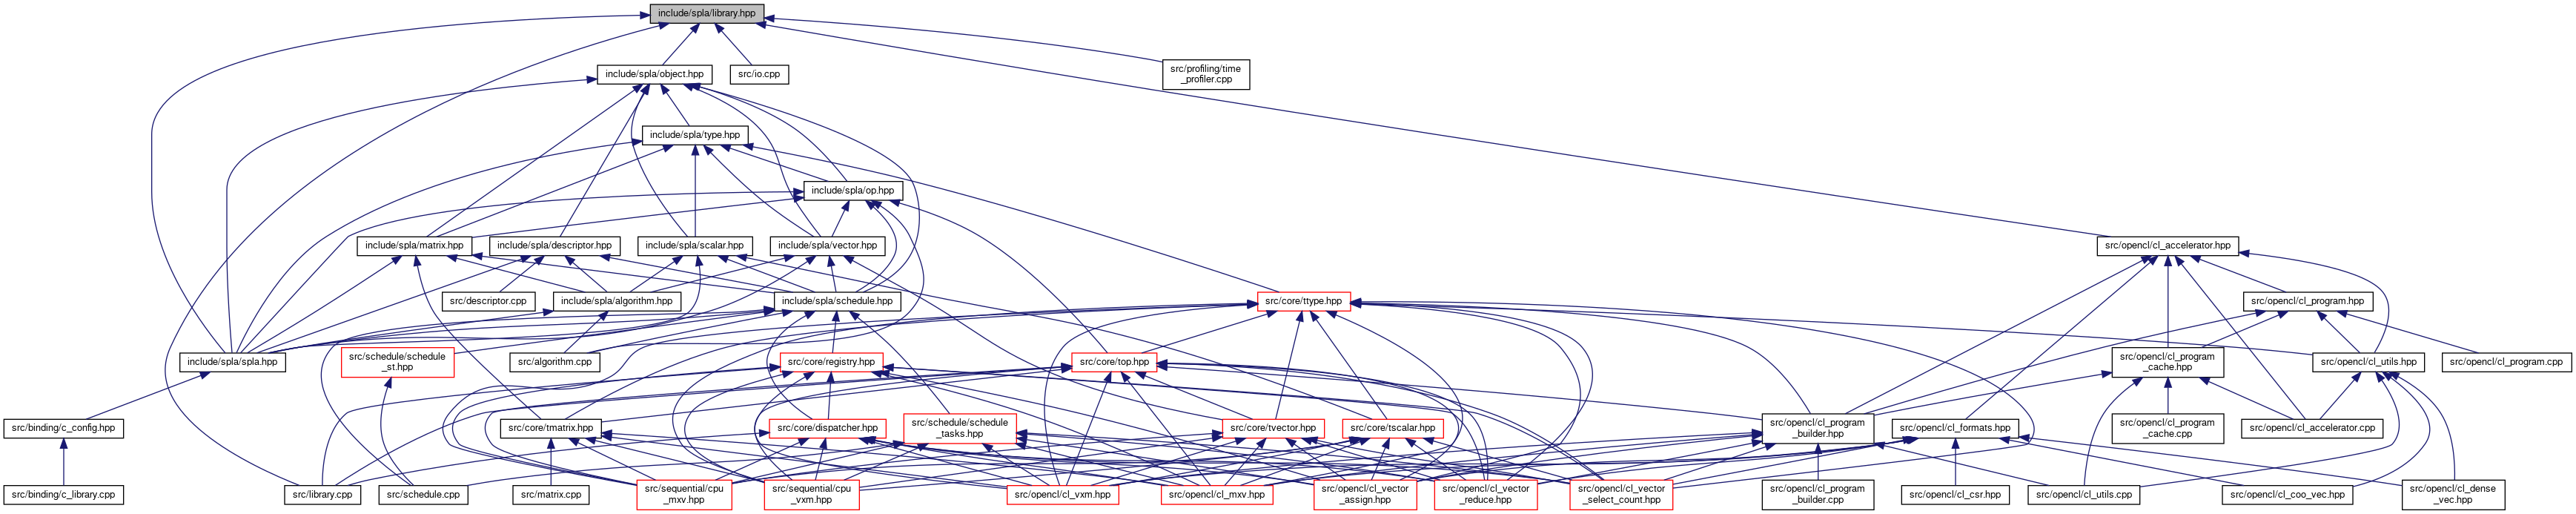 include/spla/library.hpp
include/spla/object.hpp
src/io.cpp
src/profiling/time
_profiler.cpp
include/spla/type.hpp
include/spla/op.hpp
include/spla/matrix.hpp
include/spla/descriptor.hpp
include/spla/scalar.hpp
include/spla/vector.hpp
src/opencl/cl_accelerator.hpp
src/descriptor.cpp
include/spla/algorithm.hpp
include/spla/schedule.hpp
src/core/ttype.hpp
src/opencl/cl_program.hpp
include/spla/spla.hpp
src/schedule/schedule
_st.hpp
src/algorithm.cpp
src/core/registry.hpp
src/core/top.hpp
src/opencl/cl_program
_cache.hpp
src/opencl/cl_utils.hpp
src/opencl/cl_program.cpp
src/binding/c_config.hpp
src/core/tmatrix.hpp
src/core/dispatcher.hpp
src/schedule/schedule
_tasks.hpp
src/core/tvector.hpp
src/core/tscalar.hpp
src/opencl/cl_program
_builder.hpp
src/opencl/cl_formats.hpp
src/opencl/cl_program
_cache.cpp
src/opencl/cl_accelerator.cpp
src/binding/c_library.cpp
src/library.cpp
src/schedule.cpp
src/matrix.cpp
src/sequential/cpu
_mxv.hpp
src/sequential/cpu
_vxm.hpp
src/opencl/cl_vxm.hpp
src/opencl/cl_mxv.hpp
src/opencl/cl_vector
_assign.hpp
src/opencl/cl_vector
_reduce.hpp
src/opencl/cl_vector
_select_count.hpp
src/opencl/cl_program
_builder.cpp
src/opencl/cl_csr.hpp
src/opencl/cl_utils.cpp
src/opencl/cl_coo_vec.hpp
src/opencl/cl_dense
_vec.hpp